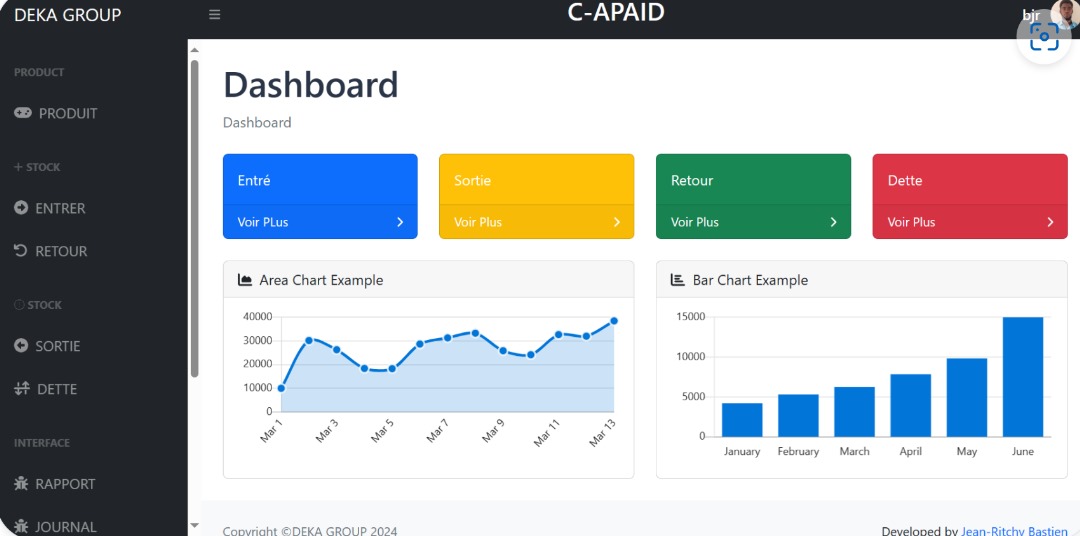 DEKA GROUP
C-APAID
bjr
PRODUCT
PRODUIT
+ STOCK
ENTRER
RETOUR
STOCK
SORTIE
DETTE
INTERFACE
RAPPORT
JOURNAL
Dashboard
Dashboard
Entré
Voir PLus
Sortie
Voir Plus
Retour
Voir Plus
Dette
Voir Plus
Area Chart Example
40000
30000
20000
10000
0
Mar 1
Mar 3
Mar 5
Mar 7
Mar 9
Mar 11
Mar 13
Bar Chart Example
15000
10000
5000
0
January
February
March
April
May
June
Copyright ©DEKA GROUP 2024
Developed by Jean-Ritchy Bastien